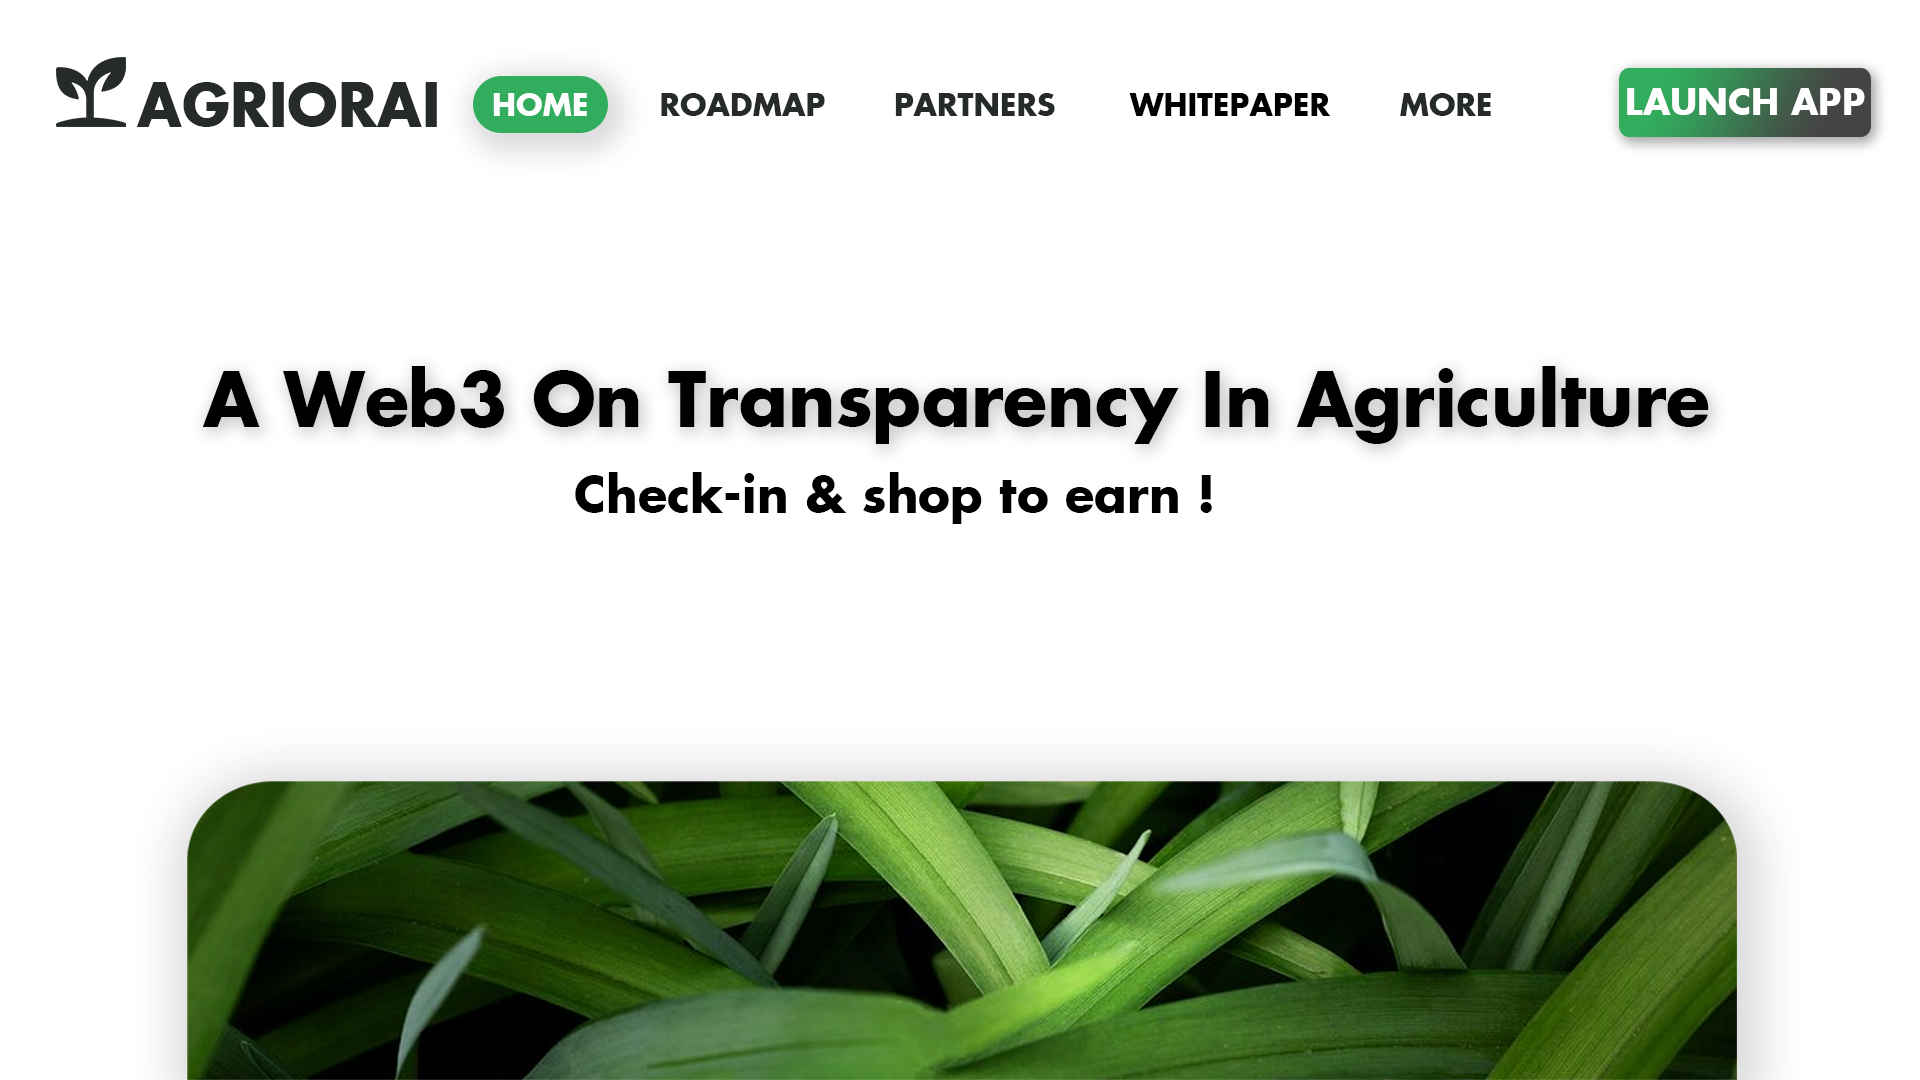 AGRIORAI HOME ROADMAP PARTNERS WHITEPAPER MORE LAUNCH APP
A Web3 On Transparency In Agriculture
Check-in & shop to earn !